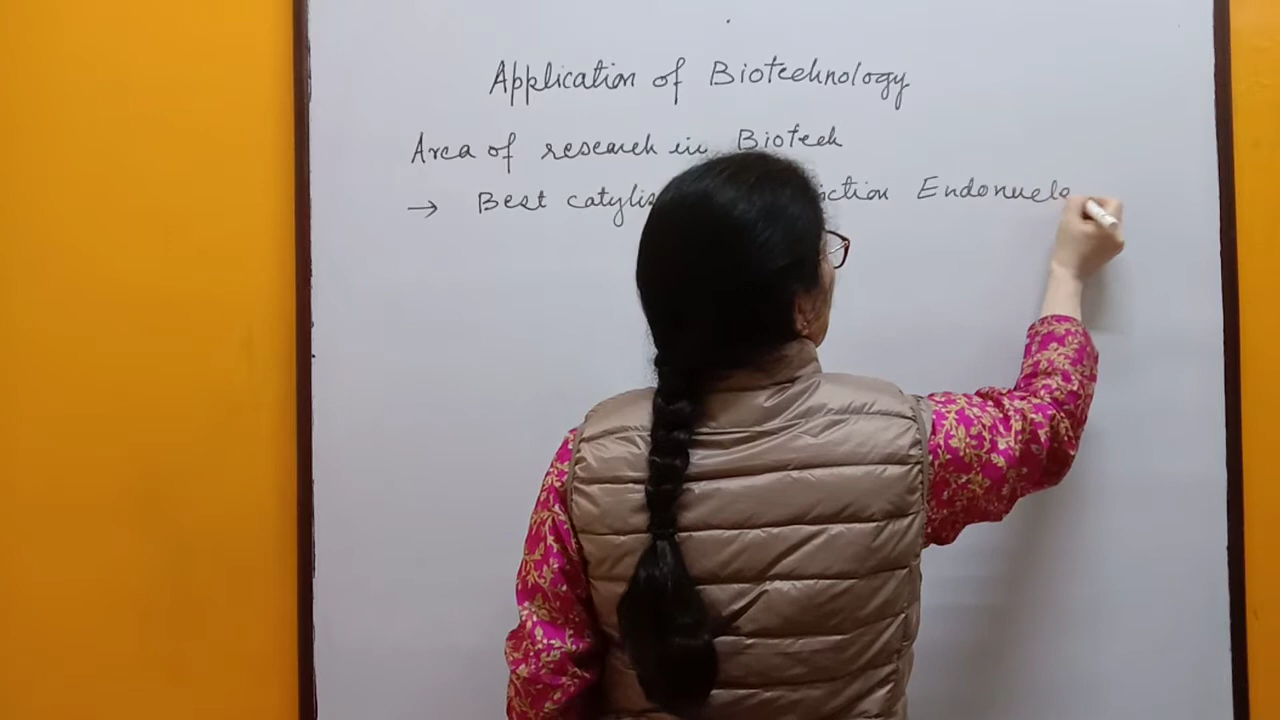 Application of Biotechnology
Area of research in Biotech
→ Best catylis ction Endonucle